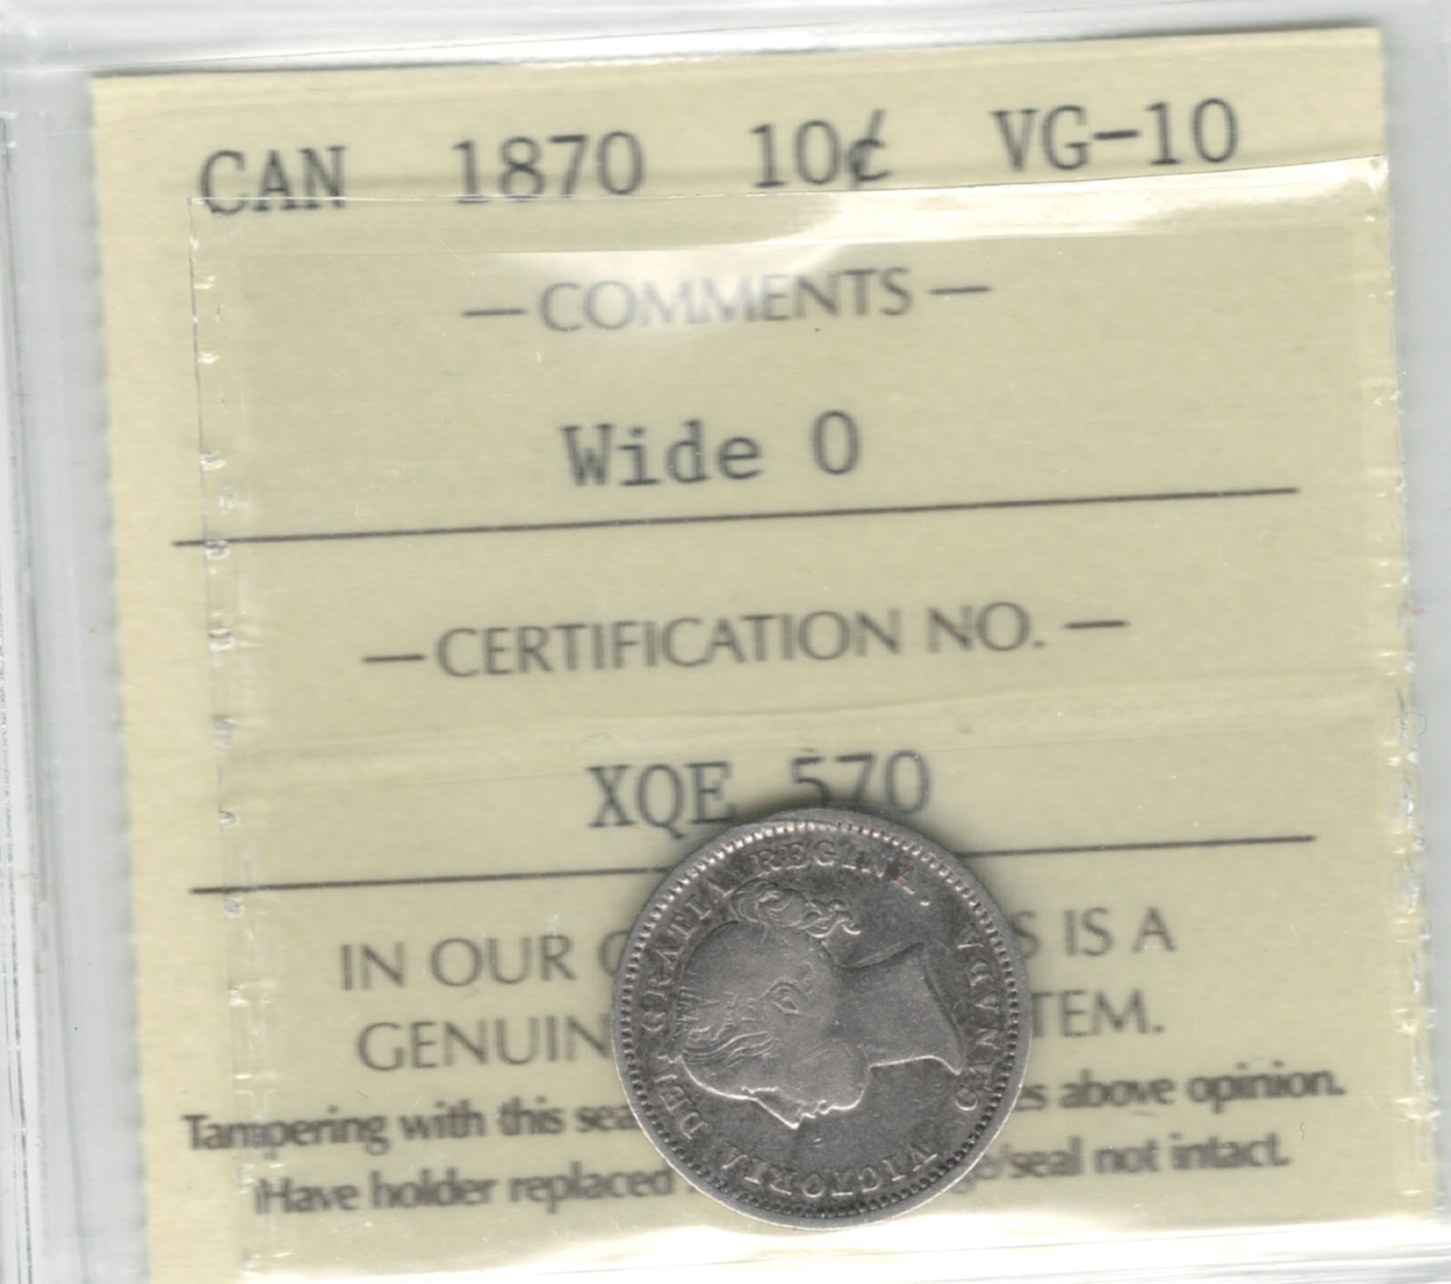 CAN 1870 10¢ VG-10
— COMMENTS —
Wide 0
— CERTIFICATION NO. —
XQE 570
IN OUR IS A
GENUIN TEM.
Tampering with this sea es above opinion.
Have holder replaced seal not intact.
VICTORIA DEI GRATIA REGINA.
CANADA